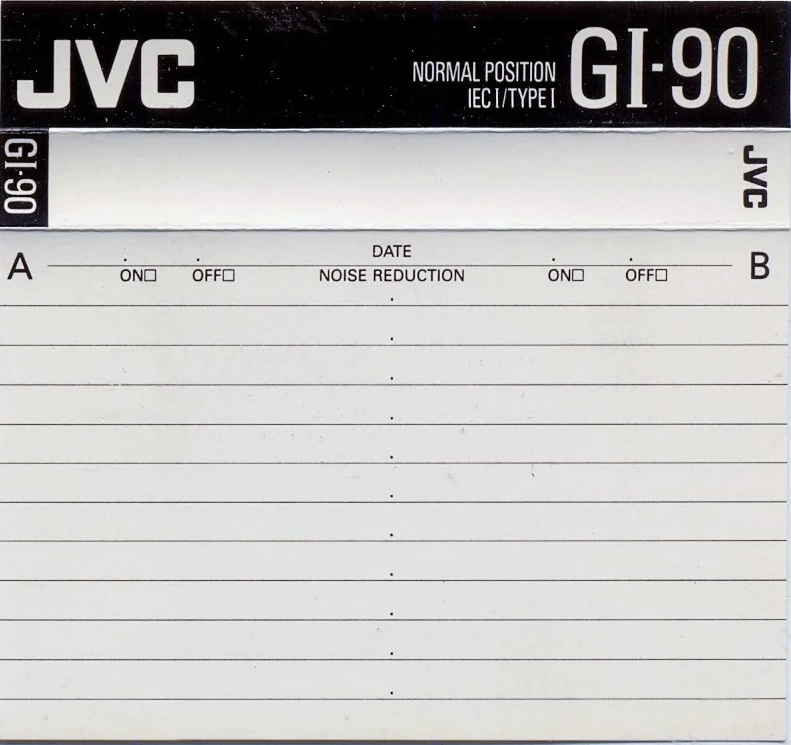 JVC
NORMAL POSITION
IEC I/TYPE I
GI-90
GI-90
JVC
A
DATE
ON□ OFF□ NOISE REDUCTION ON□ OFF□
B